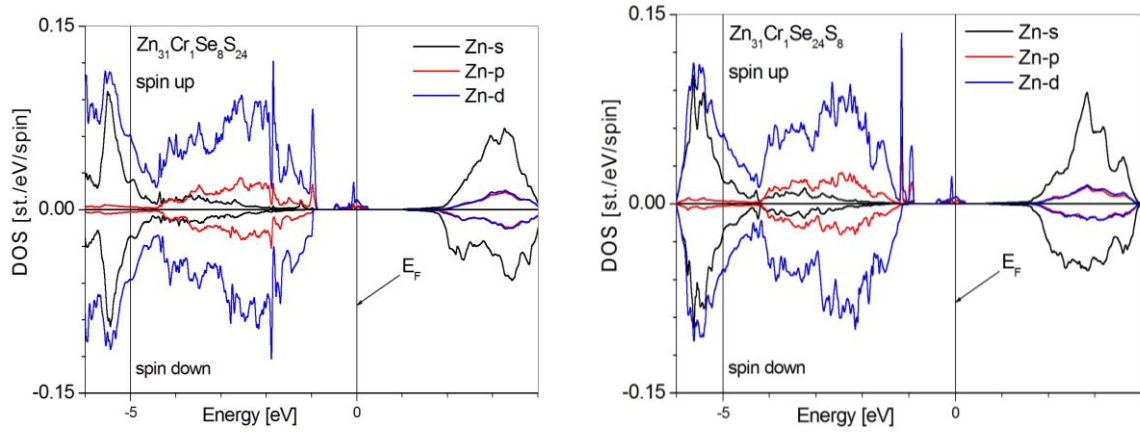 0.15
Zn31Cr1Se8S24
spin up
Zn-s
Zn-p
Zn-d
DOS [st./eV/spin]
0.00
EF
spin down
-0.15
-5
0
Energy [eV]
0.15
Zn31Cr1Se24S8
spin up
Zn-s
Zn-p
Zn-d
DOS [st./eV/spin]
0.00
EF
spin down
-0.15
-5
0
Energy [eV]